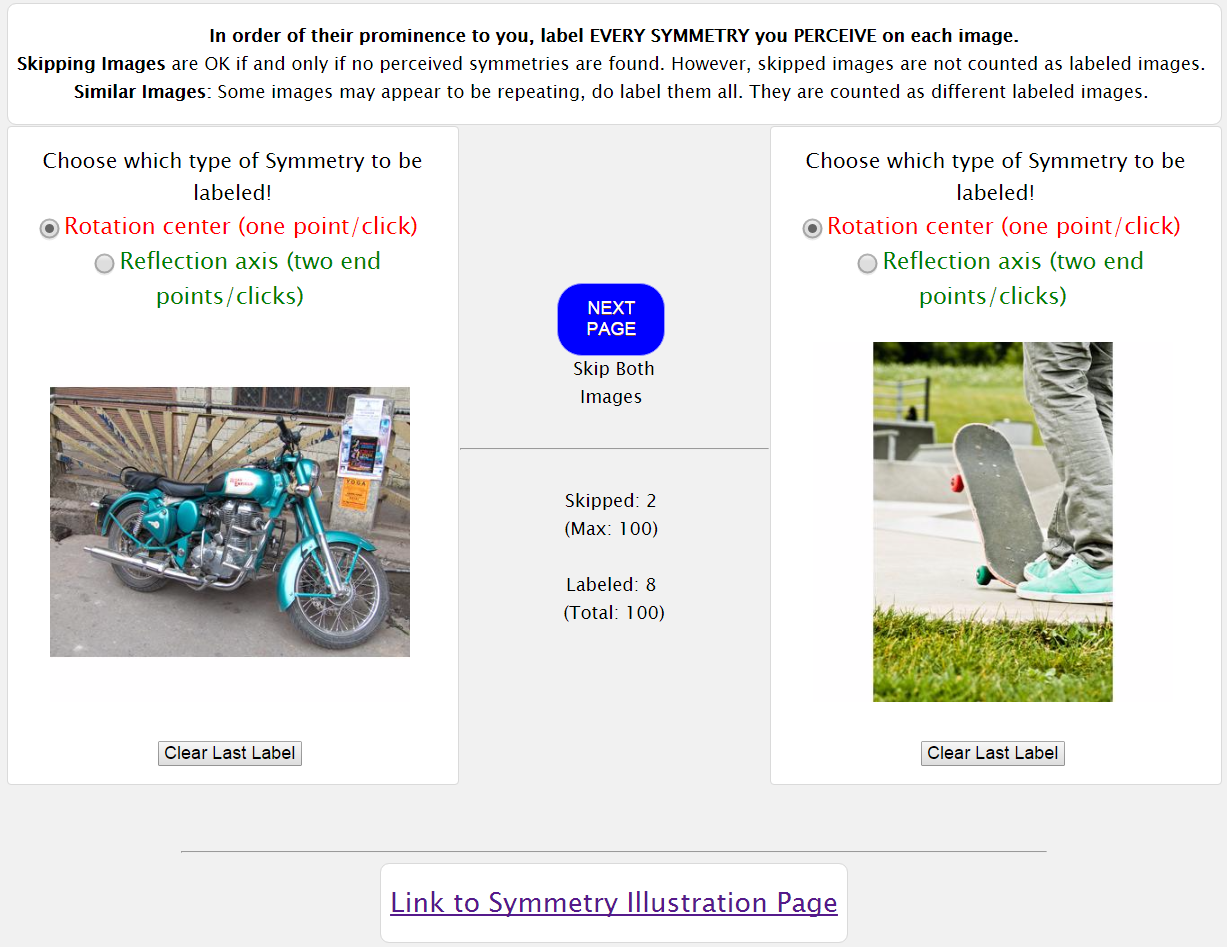 In order of their prominence to you, label EVERY SYMMETRY you PERCEIVE on each image.
Skipping Images are OK if and only if no perceived symmetries are found. However, skipped images are not counted as labeled images.
Similar Images: Some images may appear to be repeating, do label them all. They are counted as different labeled images.
Choose which type of Symmetry to be
labeled!
Rotation center (one point/click)
Reflection axis (two end
points/clicks)
YOGA
Clear Last Label
NEXT
PAGE
Skip Both
Images
Skipped: 2
(Max: 100)
Labeled: 8
(Total: 100)
Choose which type of Symmetry to be
labeled!
Rotation center (one point/click)
Reflection axis (two end
points/clicks)
Clear Last Label
Link to Symmetry Illustration Page